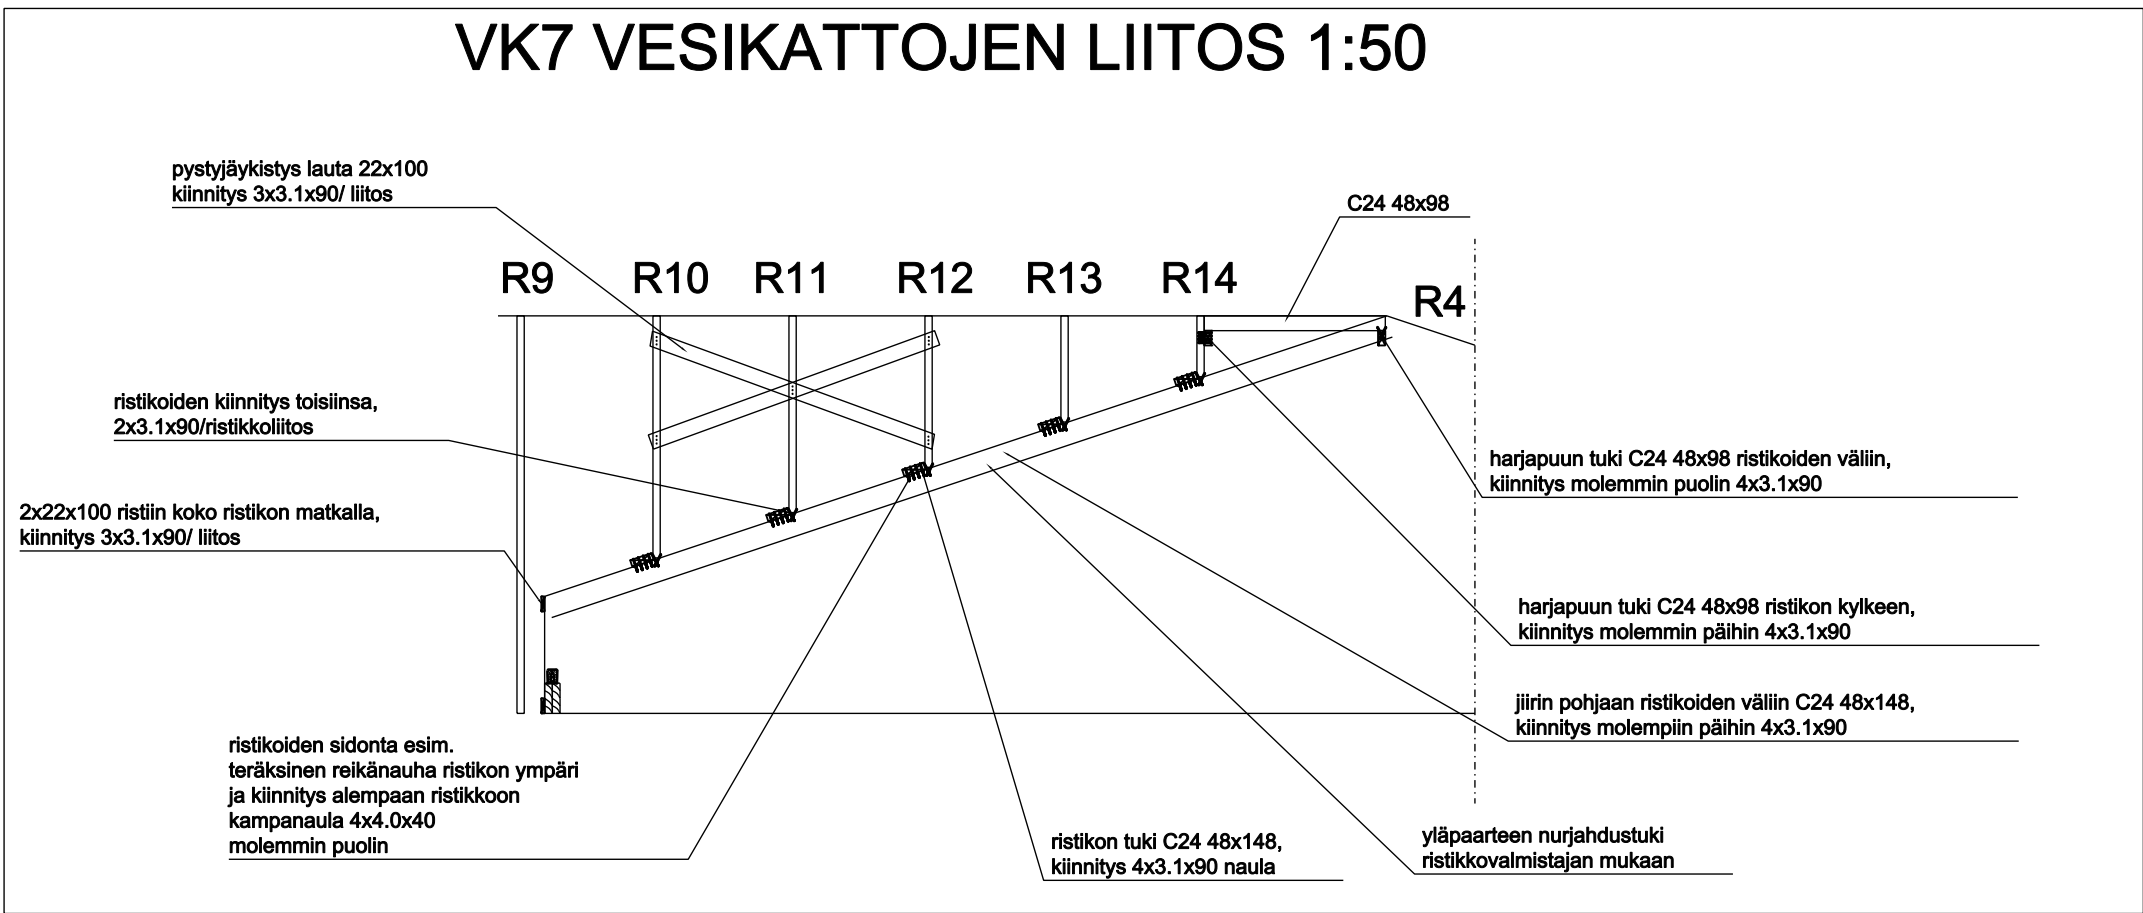 VK7 VESIKATTOJEN LIITOS 1:50
pystyjäykistys lauta 22x100
kiinnitys 3x3.1x90/ liitos
C24 48x98
R9
R10
R11
R12
R13
R14
R4
ristikoiden kiinnitys toisiinsa,
2x3.1x90/ristikkoliitos
2x22x100 ristiin koko ristikon matkalla,
kiinnitys 3x3.1x90/ liitos
harjapuun tuki C24 48x98 ristikoiden väliin,
kiinnitys molemmin puolin 4x3.1x90
harjapuun tuki C24 48x98 ristikon kylkeen,
kiinnitys molemmin päihin 4x3.1x90
jiirin pohjaan ristikoiden väliin C24 48x148,
kiinnitys molempiin päihin 4x3.1x90
ristikoiden sidonta esim.
teräksinen reikänauha ristikon ympäri
ja kiinnitys alempaan ristikkoon
kampanaula 4x4.0x40
molemmin puolin
ristikon tuki C24 48x148,
kiinnitys 4x3.1x90 naula
yläpaarteen nurjahdustuki
ristikkovalmistajan mukaan